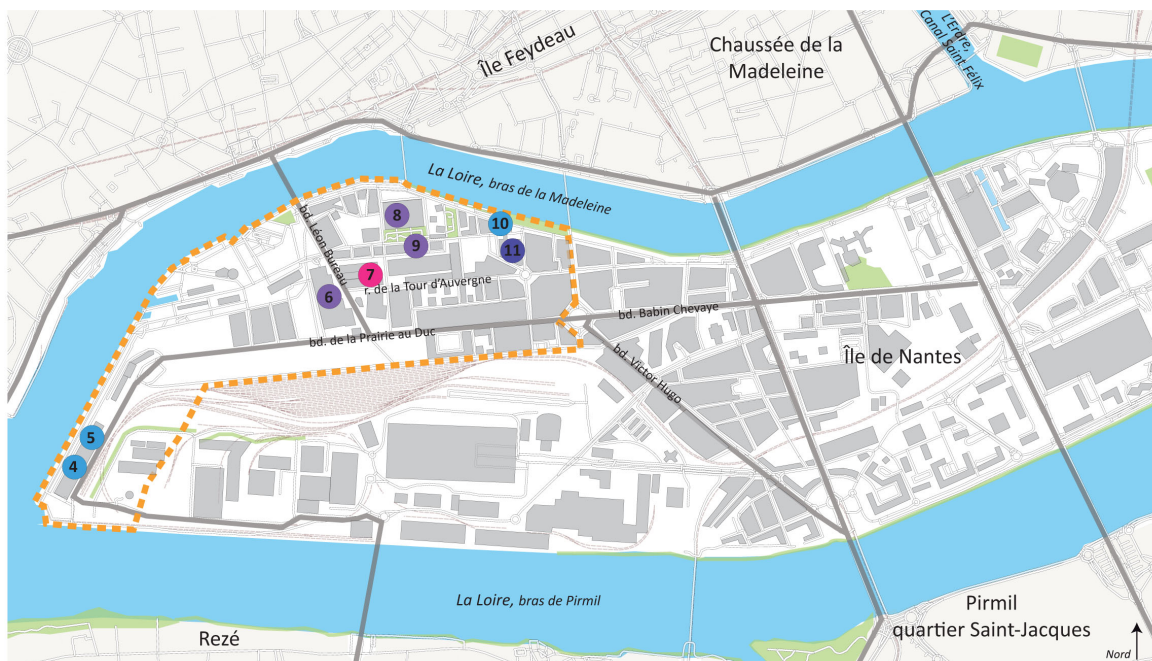 L'Erdre,
Canal Saint Félix
Île Feydeau
Chaussée de la
Madeleine
La Loire, bras de la Madeleine
bd. Léon Bureau
8
10
9
11
7
r. de la Tour d'Auvergne
6
bd. Babin Chevaye
bd. de la Prairie au Duc
bd. Victor Hugo
Île de Nantes
5
4
La Loire, bras de Pirmil
Rezé
Pirmil
quartier Saint-Jacques
Nord